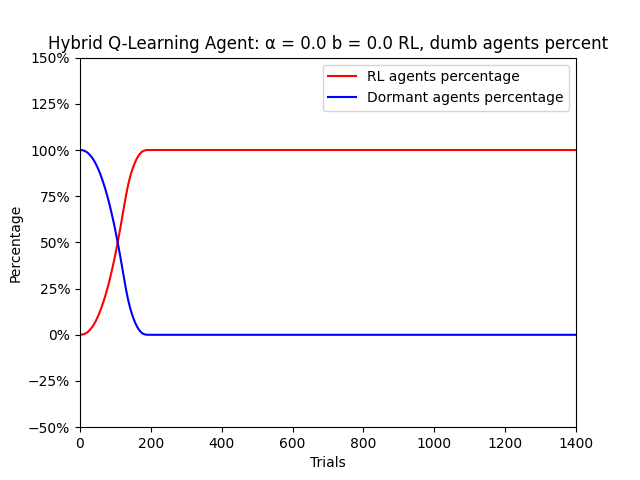 Hybrid Q-Learning Agent: α = 0.0 b = 0.0 RL, dumb agents percent
150%
125%
100%
75%
50%
25%
0%
−25%
−50%
Percentage
RL agents percentage
Dormant agents percentage
0 200 400 600 800 1000 1200 1400
Trials